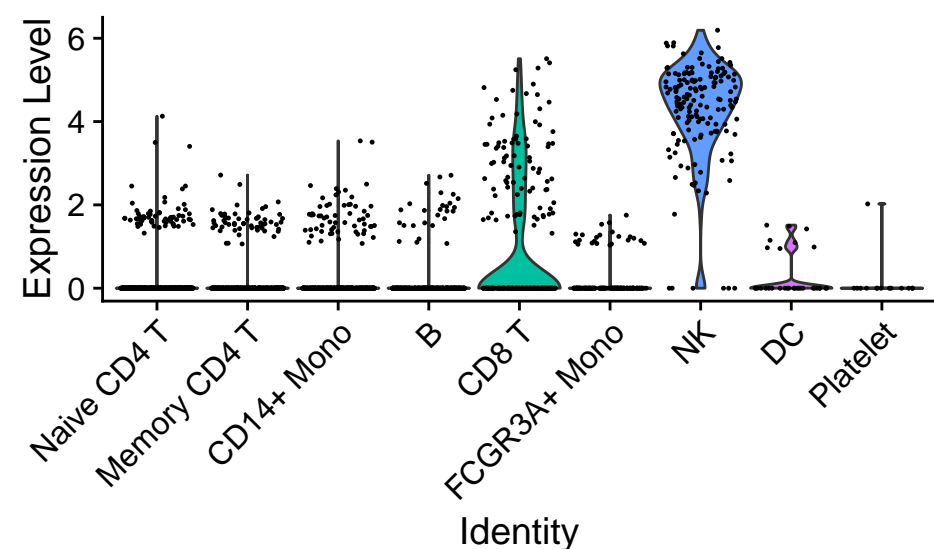 Expression Level
6
4
2
0
Naive CD4 T
Memory CD4 T
CD14+ Mono
B
CD8 T
FCGR3A+ Mono
NK
DC
Platelet
Identity